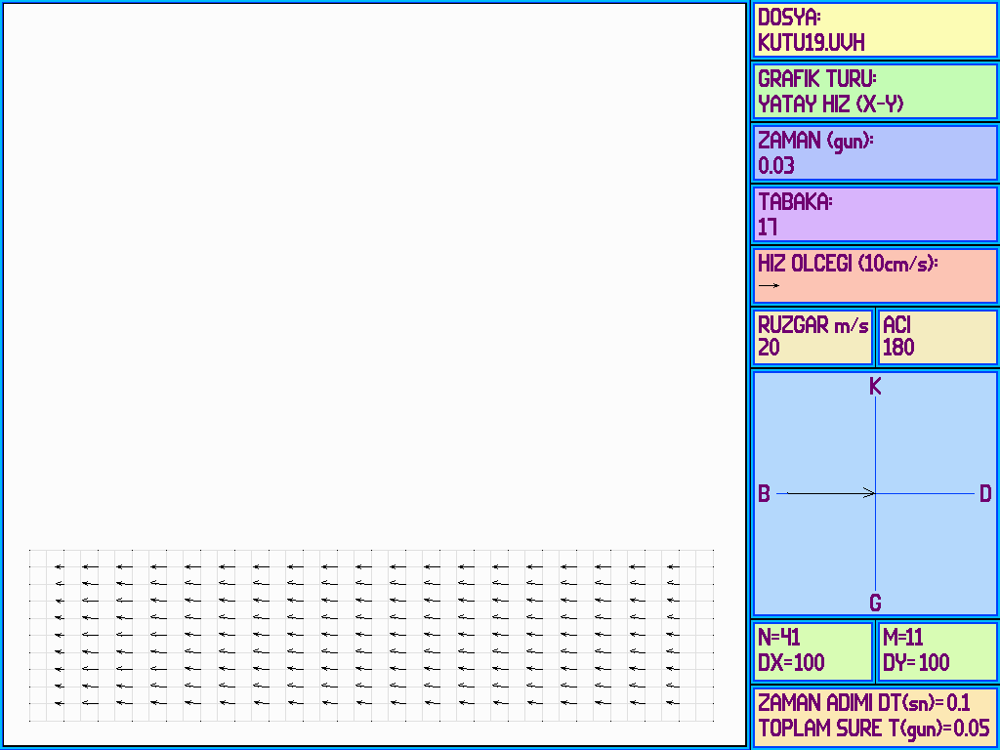 DOSYA:
KUTU19.UVH
GRAFIK TURU:
YATAY HIZ (X-Y)
ZAMAN (gun):
0.03
TABAKA:
17
HIZ OLCEGI (10cm/s):
RUZGAR m/s
20
ACI
180
K
B
D
G
N=41
DX=100
M=11
DY=100
ZAMAN ADIMI DT(sn)=0.1
TOPLAM SURE T(gun)=0.05